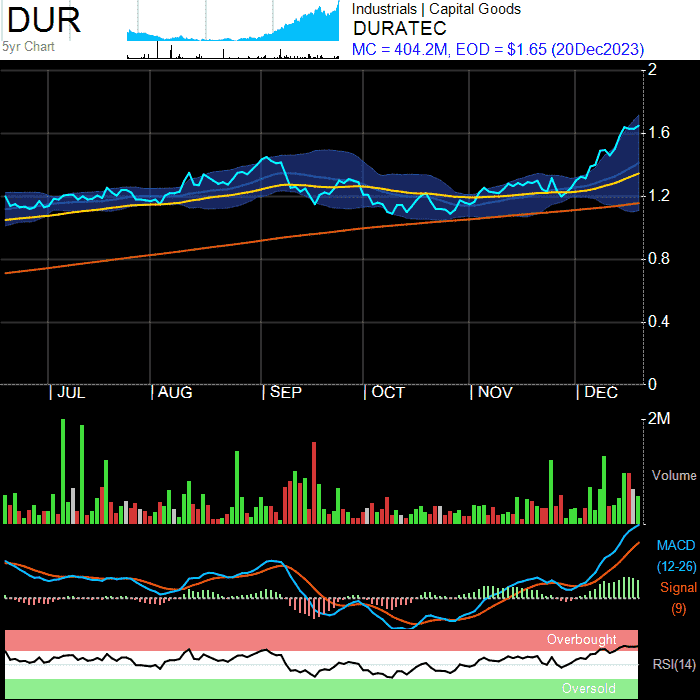 DUR
5yr Chart
Industrials | Capital Goods
DURATEC
MC = 404.2M, EOD = $1.65 (20Dec2023)
2
1.6
1.2
0.8
0.4
0
JUL AUG SEP OCT NOV DEC
2M
Volume
MACD
(12-26)
Signal
(9)
Overbought
RSI(14)
Oversold